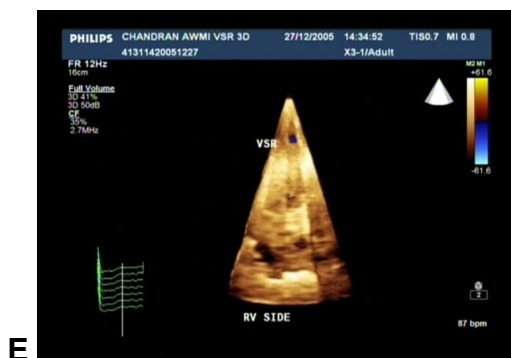 PHILIPS CHANDRAN AWMI VSR 3D 27/12/2005 14:34:52 TIS0.7 MI 0.8
41311420051227 X3-1/Adult
FR 12Hz
16cm
M2 M1
+61.6
Full Volume
3D 41%
3D 50dB
CF
35%
2.7MHz
VSR
-61.6
2
RV SIDE
87 bpm
E